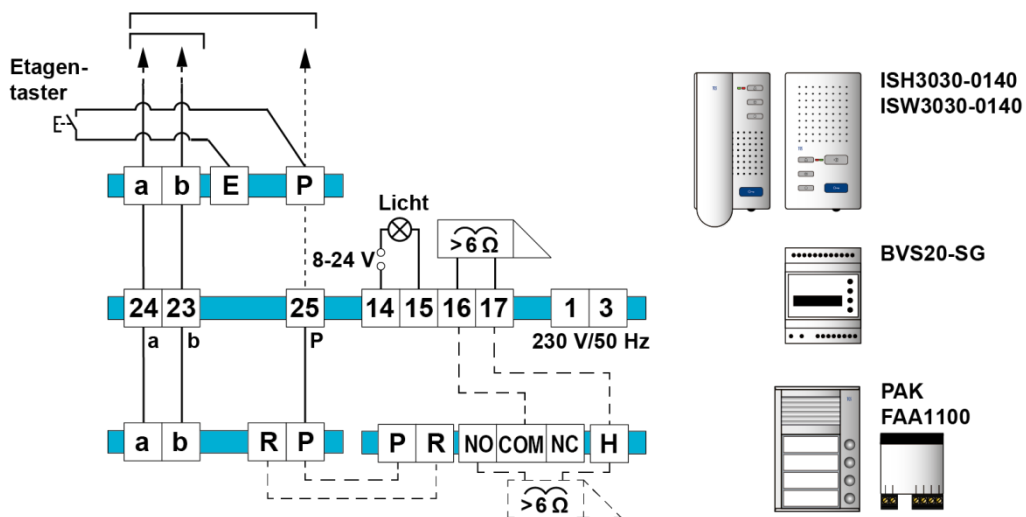 Etagen-
taster
a b E P
Licht
8-24 V
>6 Ω
24 23 25 14 15 16 17 1 3
a b P 230 V/50 Hz
a b R P P R NO COM NC H
>6 Ω
ISH3030-0140
ISW3030-0140
BVS20-SG
PAK
FAA1100